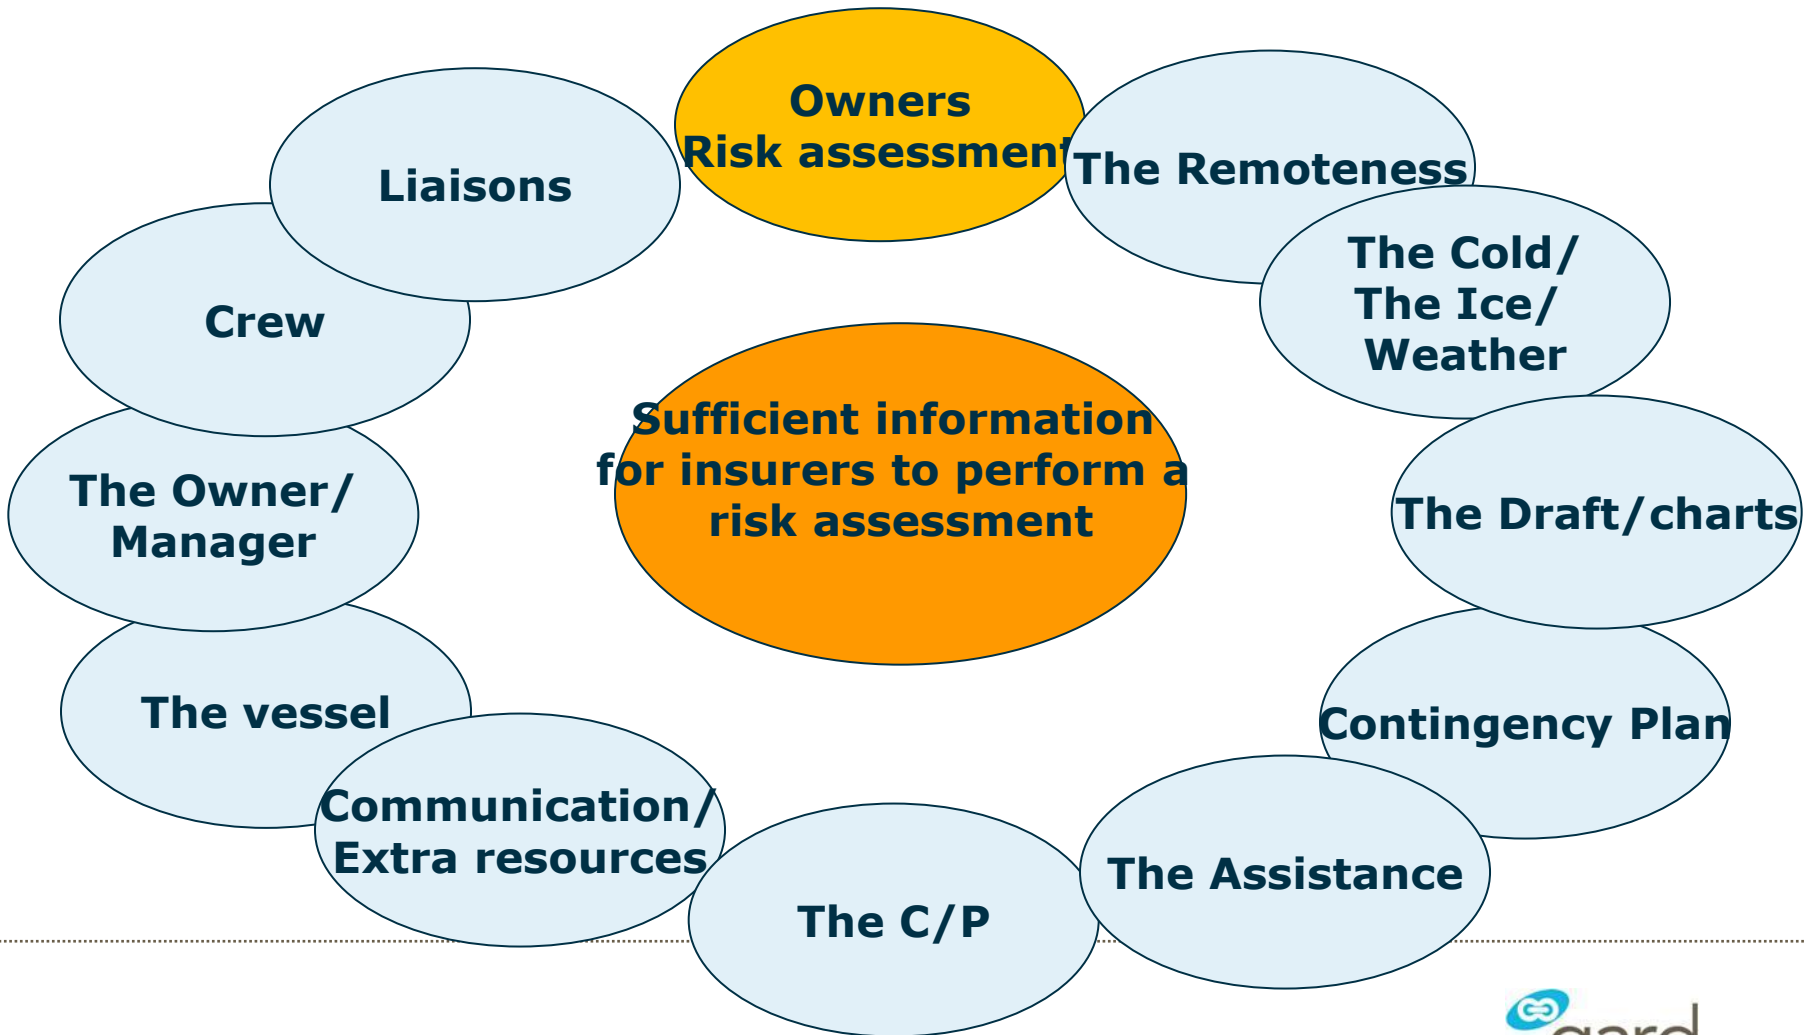 Owners
Risk assessment
The Remoteness
Liaisons
The Cold/
The Ice/
Weather
Crew
Sufficient information
for insurers to perform a
risk assessment
The Owner/
Manager
The Draft/charts
The vessel
Contingency Plan
Communication/
Extra resources
The Assistance
The C/P
gard